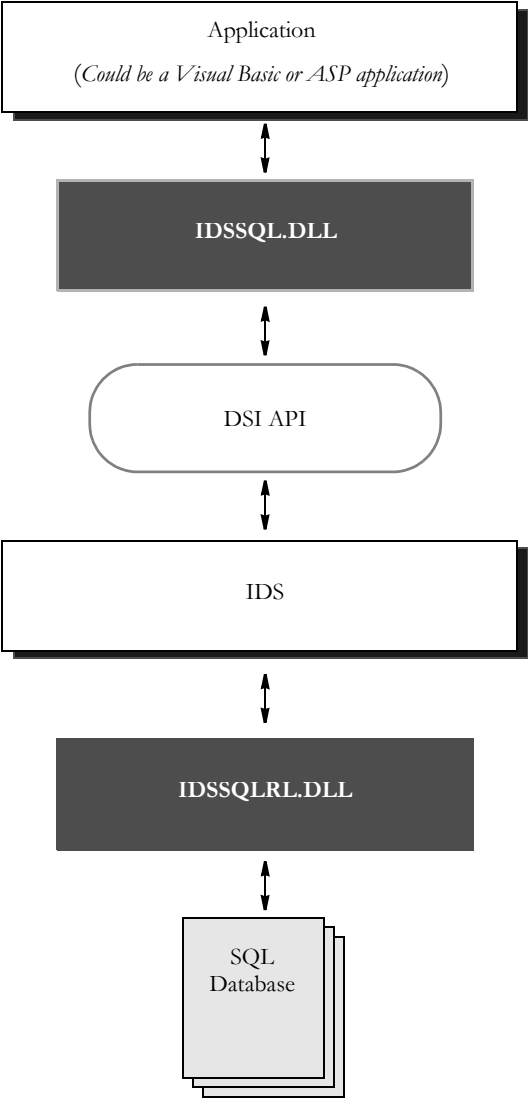 Application
(Could be a Visual Basic or ASP application)
IDSSQL.DLL
DSI API
IDS
IDSSQLRL.DLL
SQL
Database